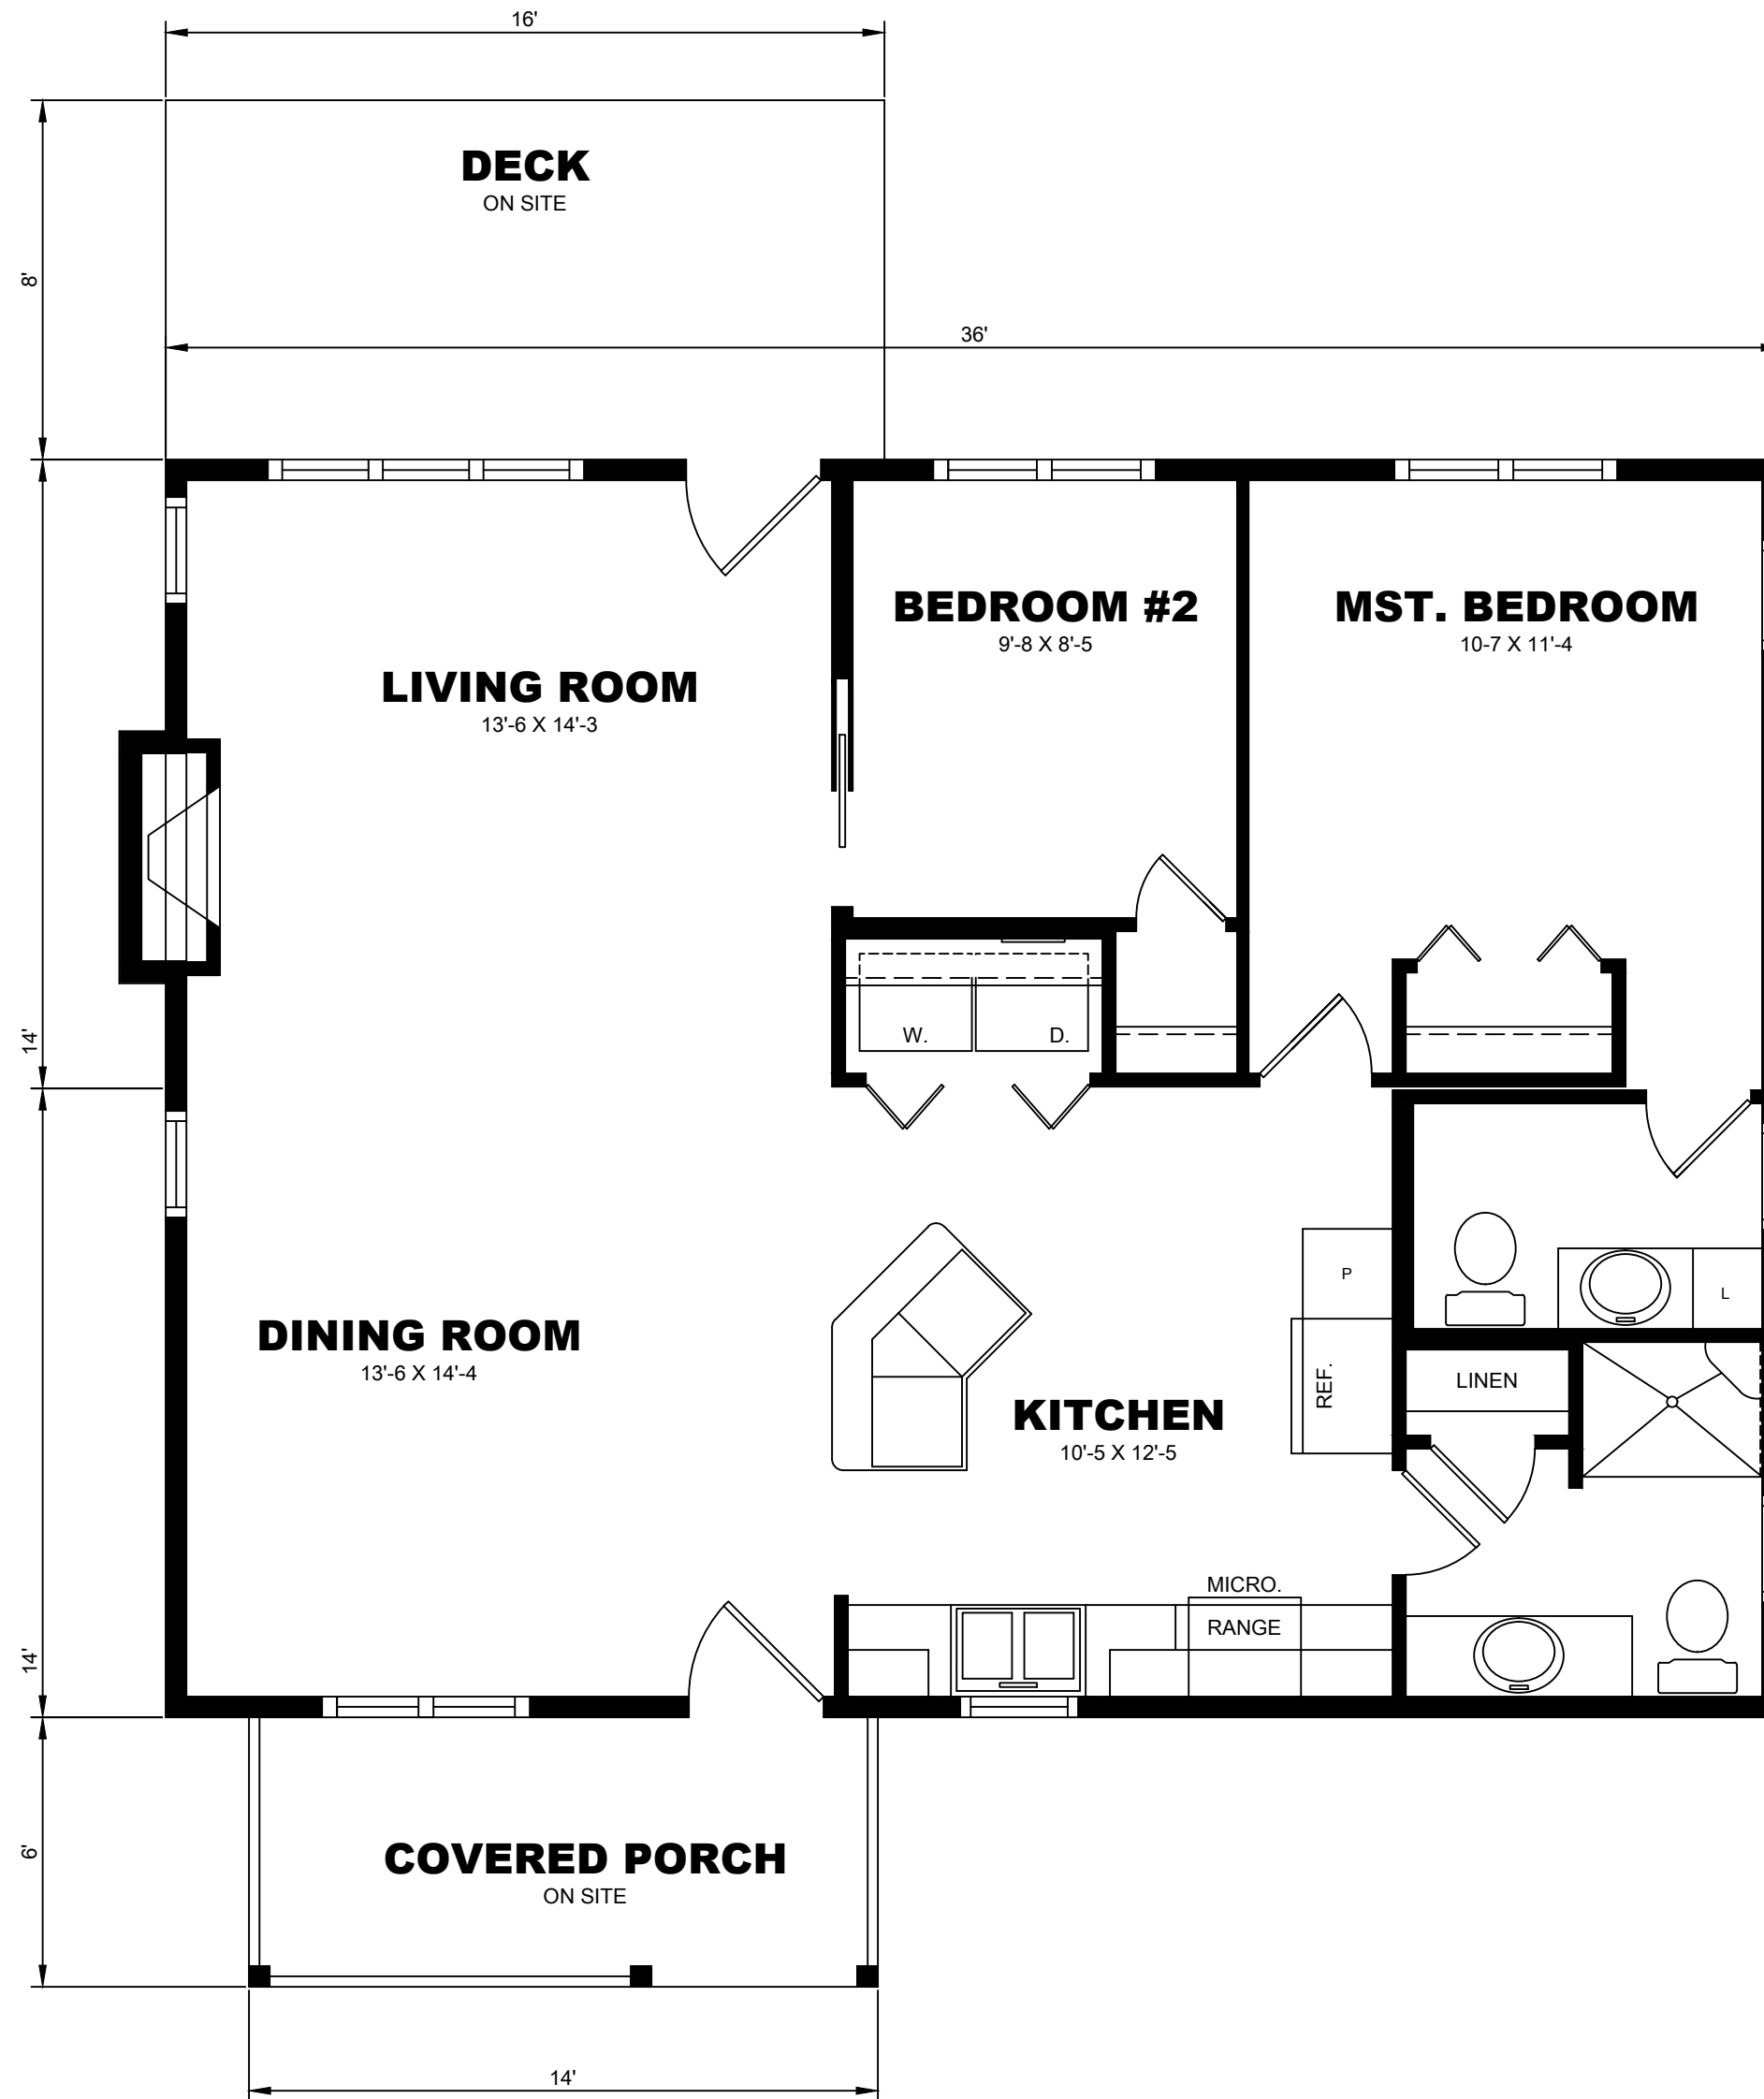 16'
DECK
ON SITE
8'
36'
BEDROOM #2
9'-8 X 8'-5
MST. BEDROOM
10-7 X 11'-4
LIVING ROOM
13'-6 X 14'-3
14'
W.
D.
P
L
DINING ROOM
13'-6 X 14'-4
REF.
LINEN
KITCHEN
10'-5 X 12'-5
MICRO.
RANGE
14'
6'
COVERED PORCH
ON SITE
14'